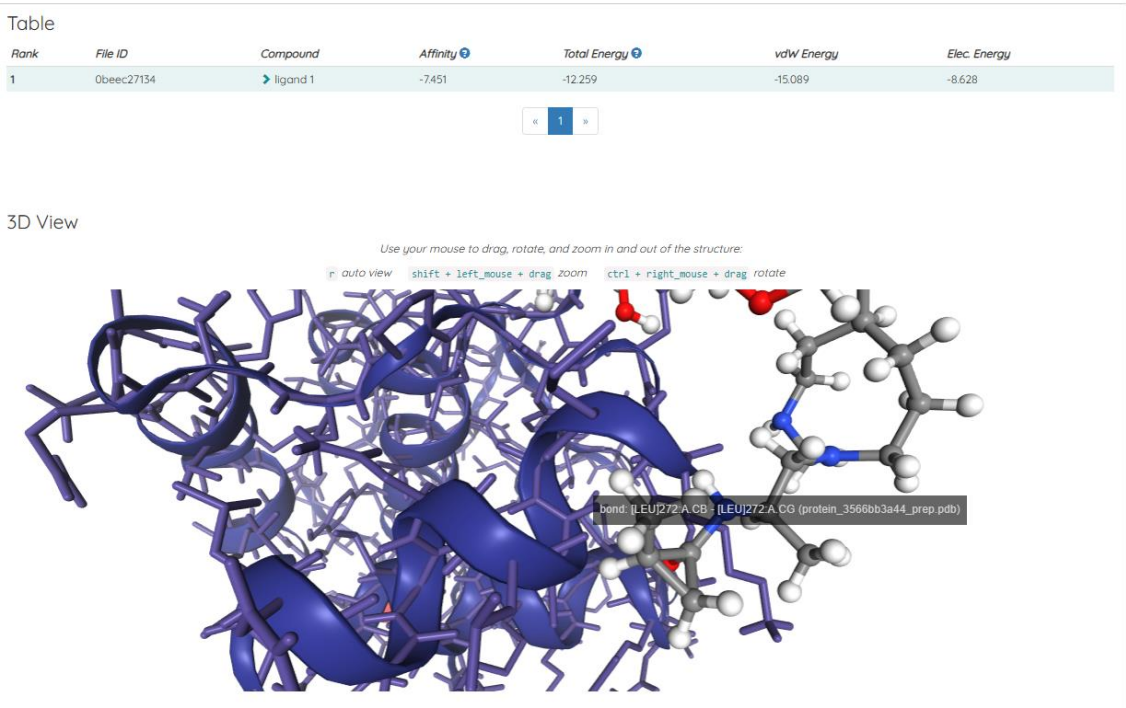 Table
Rank File ID Compound Affinity ? Total Energy ? vdW Energy Elec. Energy
1 0beec27134 ligand 1 -7.451 -12.259 -15.089 -8.628
« 1 »
3D View
Use your mouse to drag, rotate, and zoom in and out of the structure:
r auto view shift + left_mouse + drag zoom ctrl + right_mouse + drag rotate
bond: [LEU]272:A.CB - [LEU]272:A.CG (protein_3566bb3a44_prep.pdb)